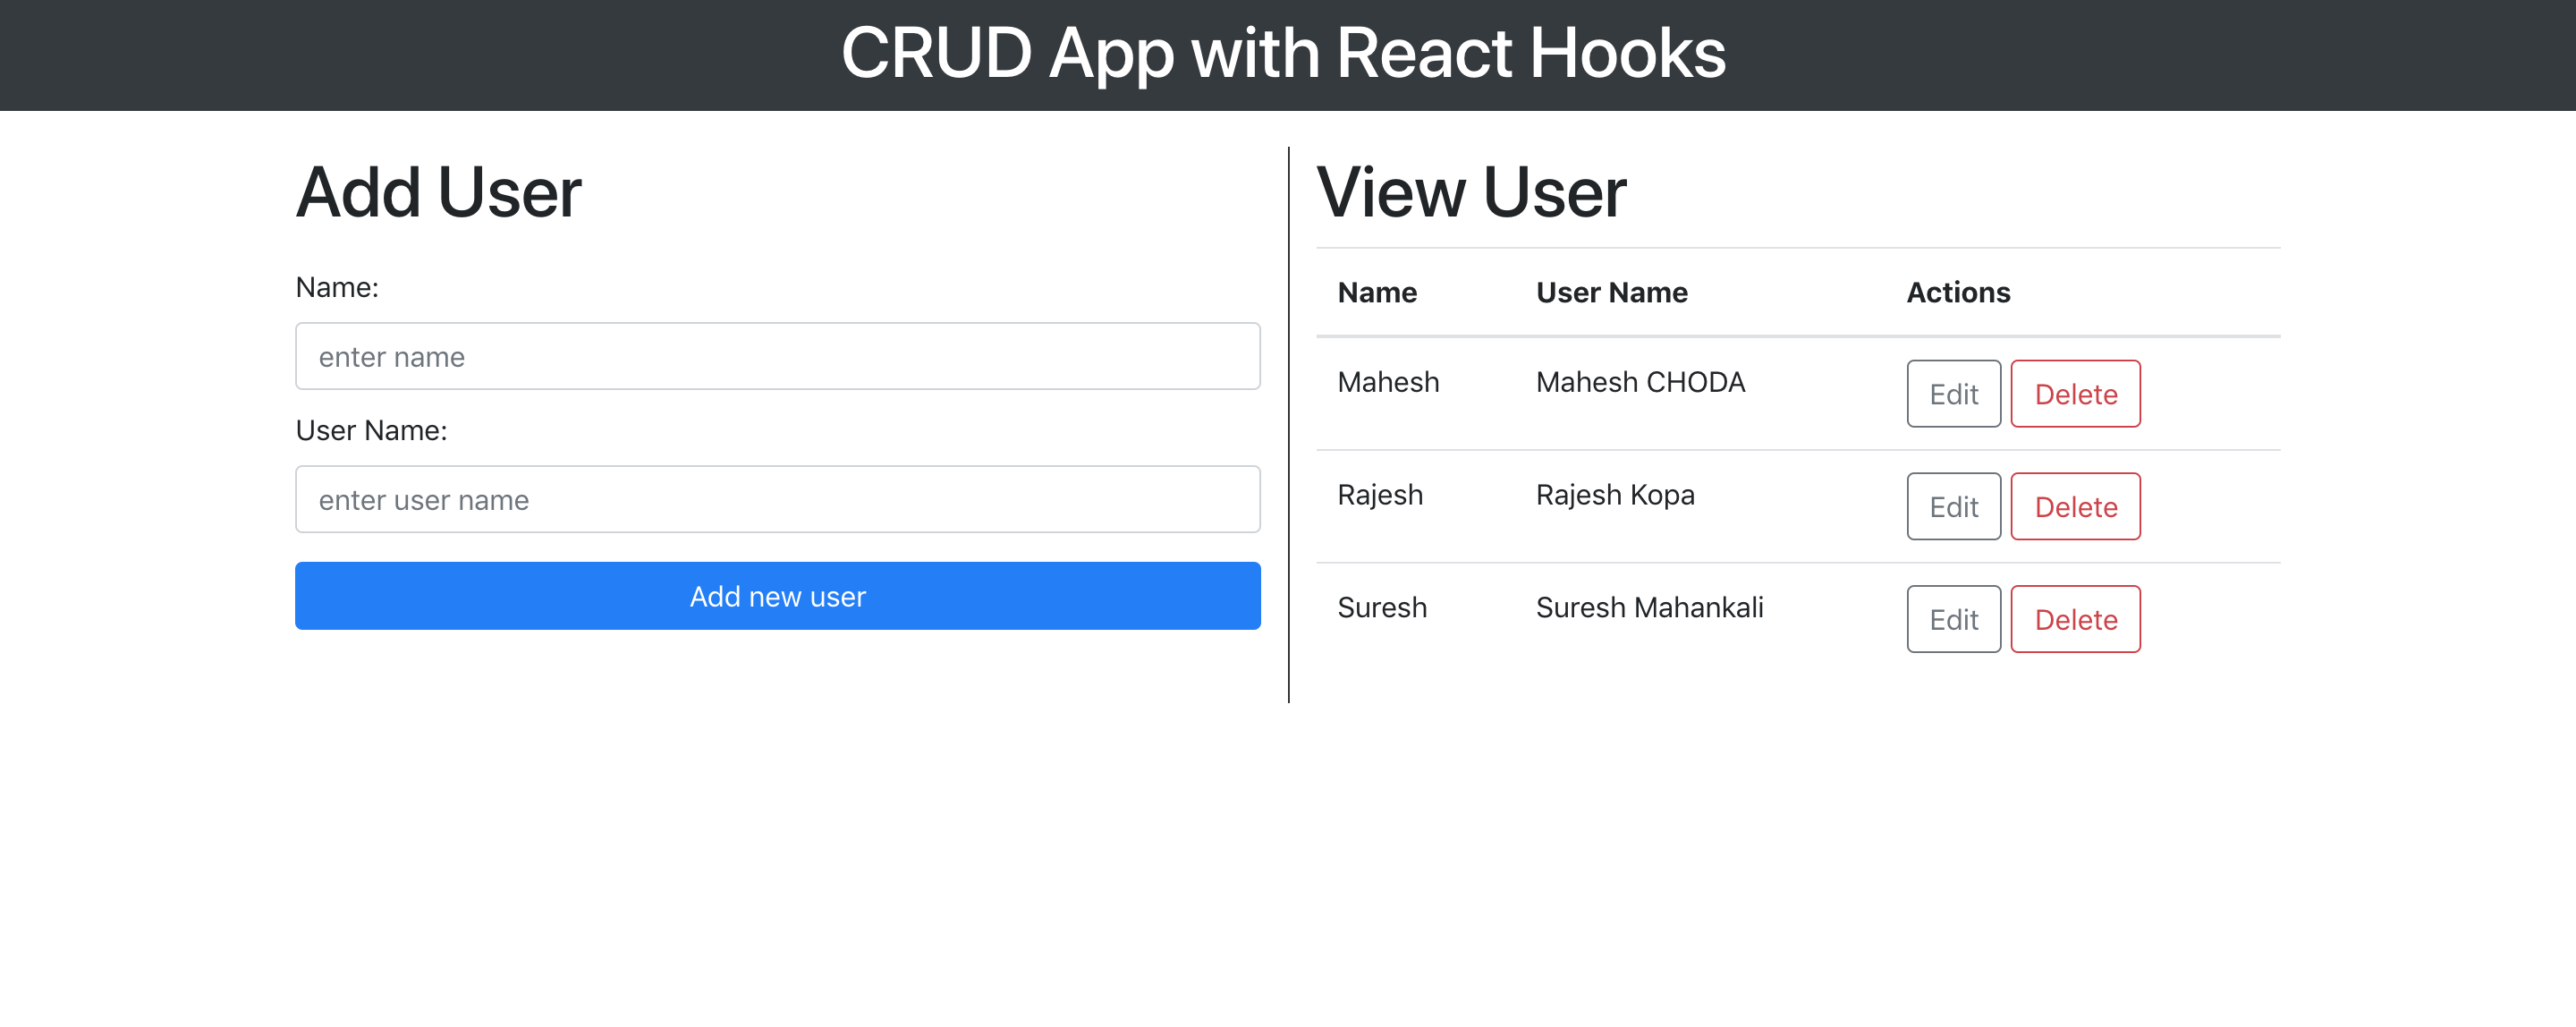 CRUD App with React Hooks
Add User
Name:
enter name
User Name:
enter user name
Add new user
View User
Name User Name Actions
Mahesh Mahesh CHODA Edit Delete
Rajesh Rajesh Kopa Edit Delete
Suresh Suresh Mahankali Edit Delete